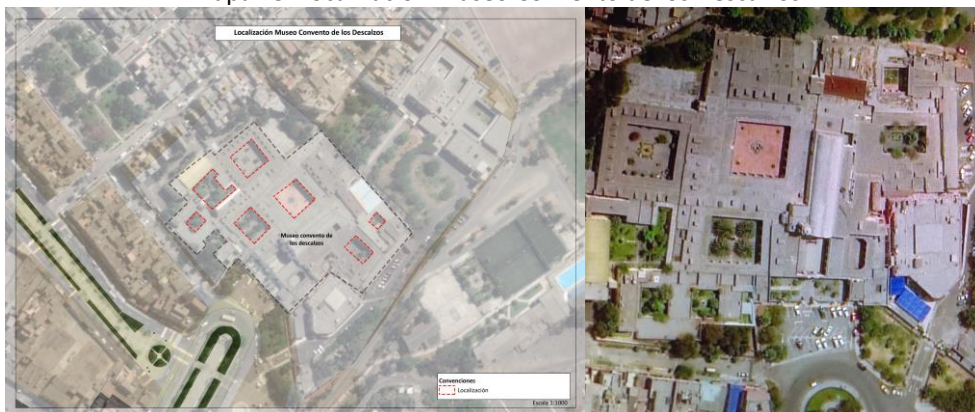 Localización Museo Convento de los Descalzos
Museo convento de
los descalzos
Convenciones
Localización
Escala 1:1000